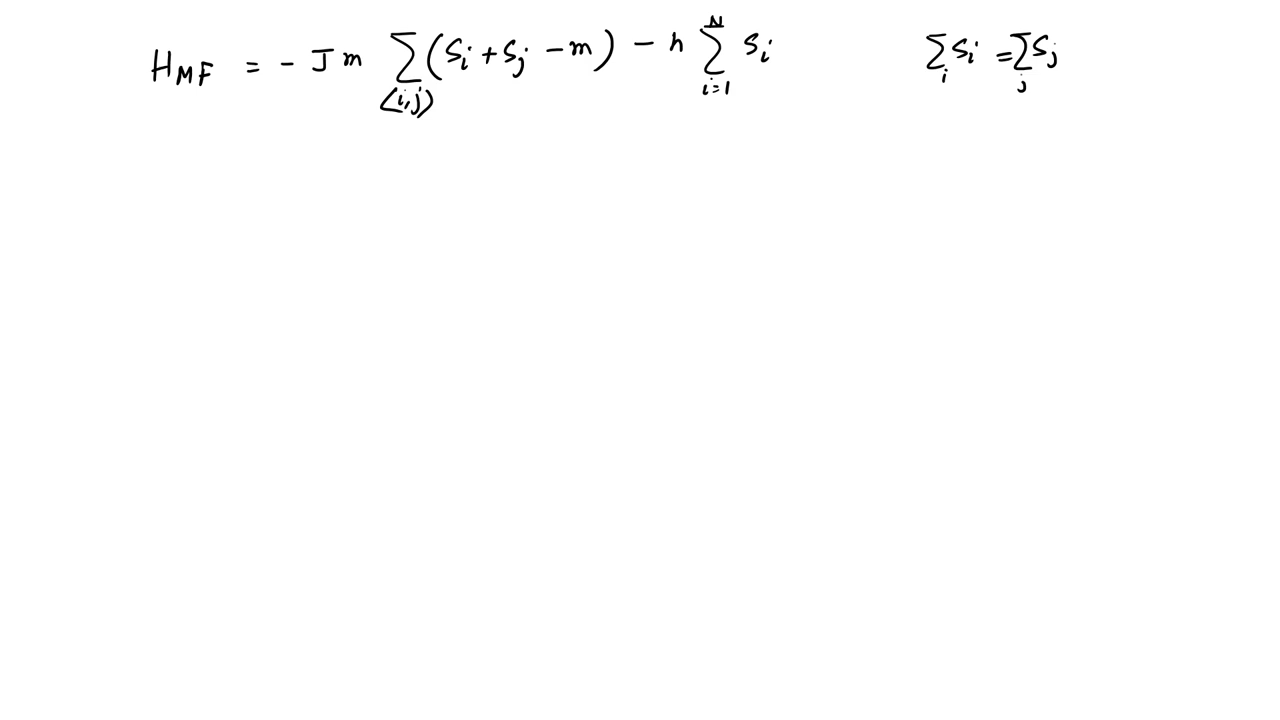 H_MF = - J m ∑_⟨i,j⟩ (S_i + S_j - m) - h ∑_{i=1}^{N} S_i    ∑_i S_i = ∑_j S_j